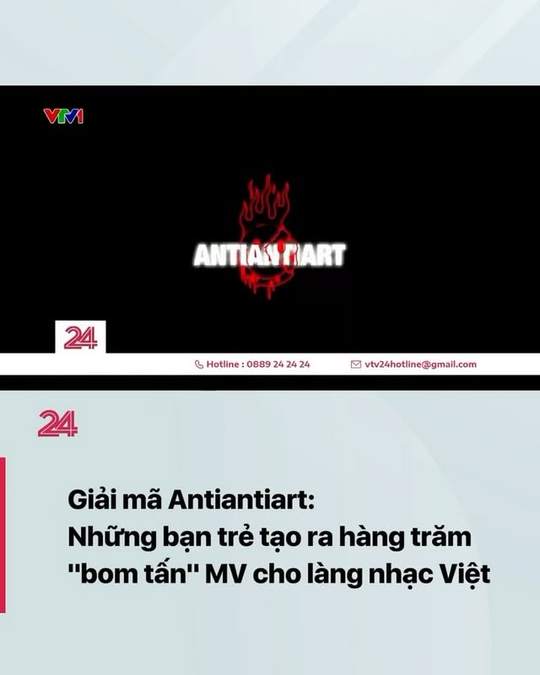 VTV1
ANTIANTIART
24
Hotline : 0889 24 24 24
vtv24hotline@gmail.com
24
Giải mã Antiantiart:
Những bạn trẻ tạo ra hàng trăm
"bom tấn" MV cho làng nhạc Việt